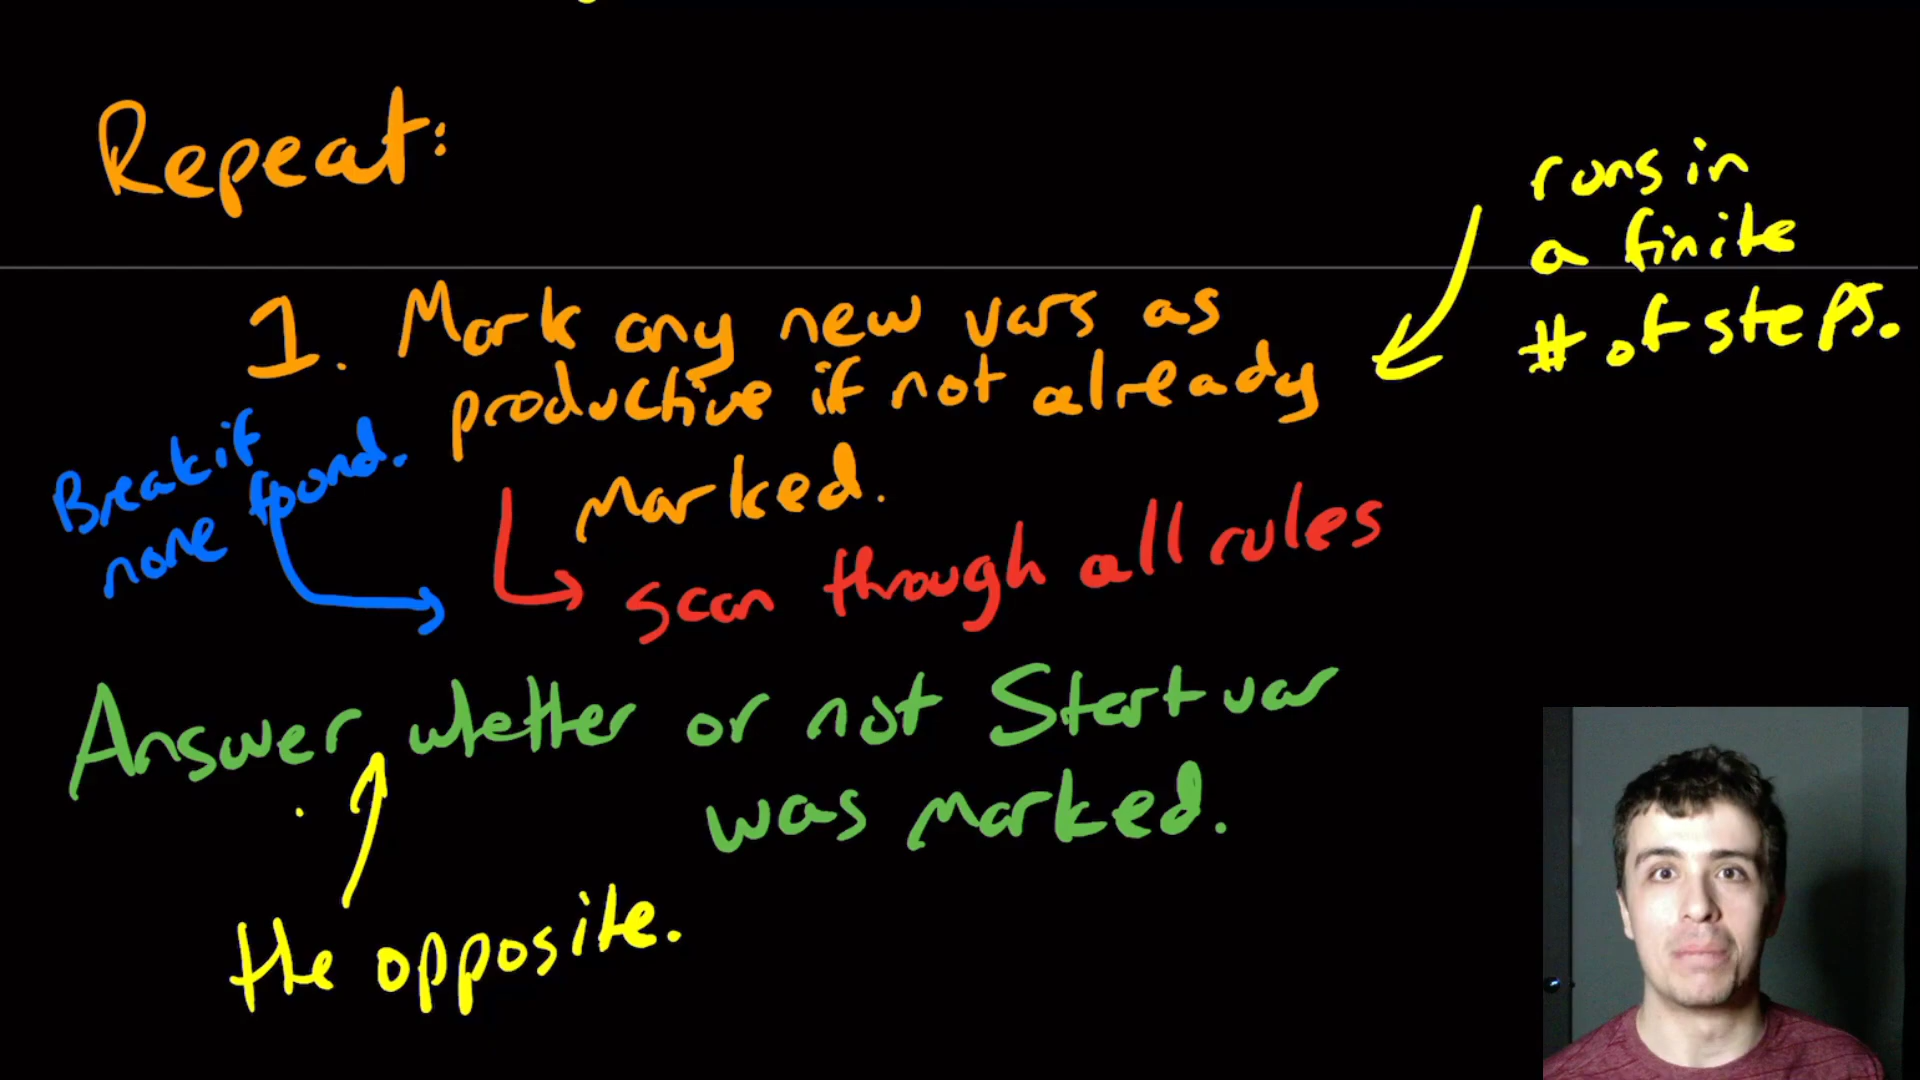 Repeat:
runs in
a finite
# of steps.
1. Mark any new vars as
productive if not already
marked.
Break if
none found.
scan through all rules
Answer whether or not Start var
was marked.
the opposite.